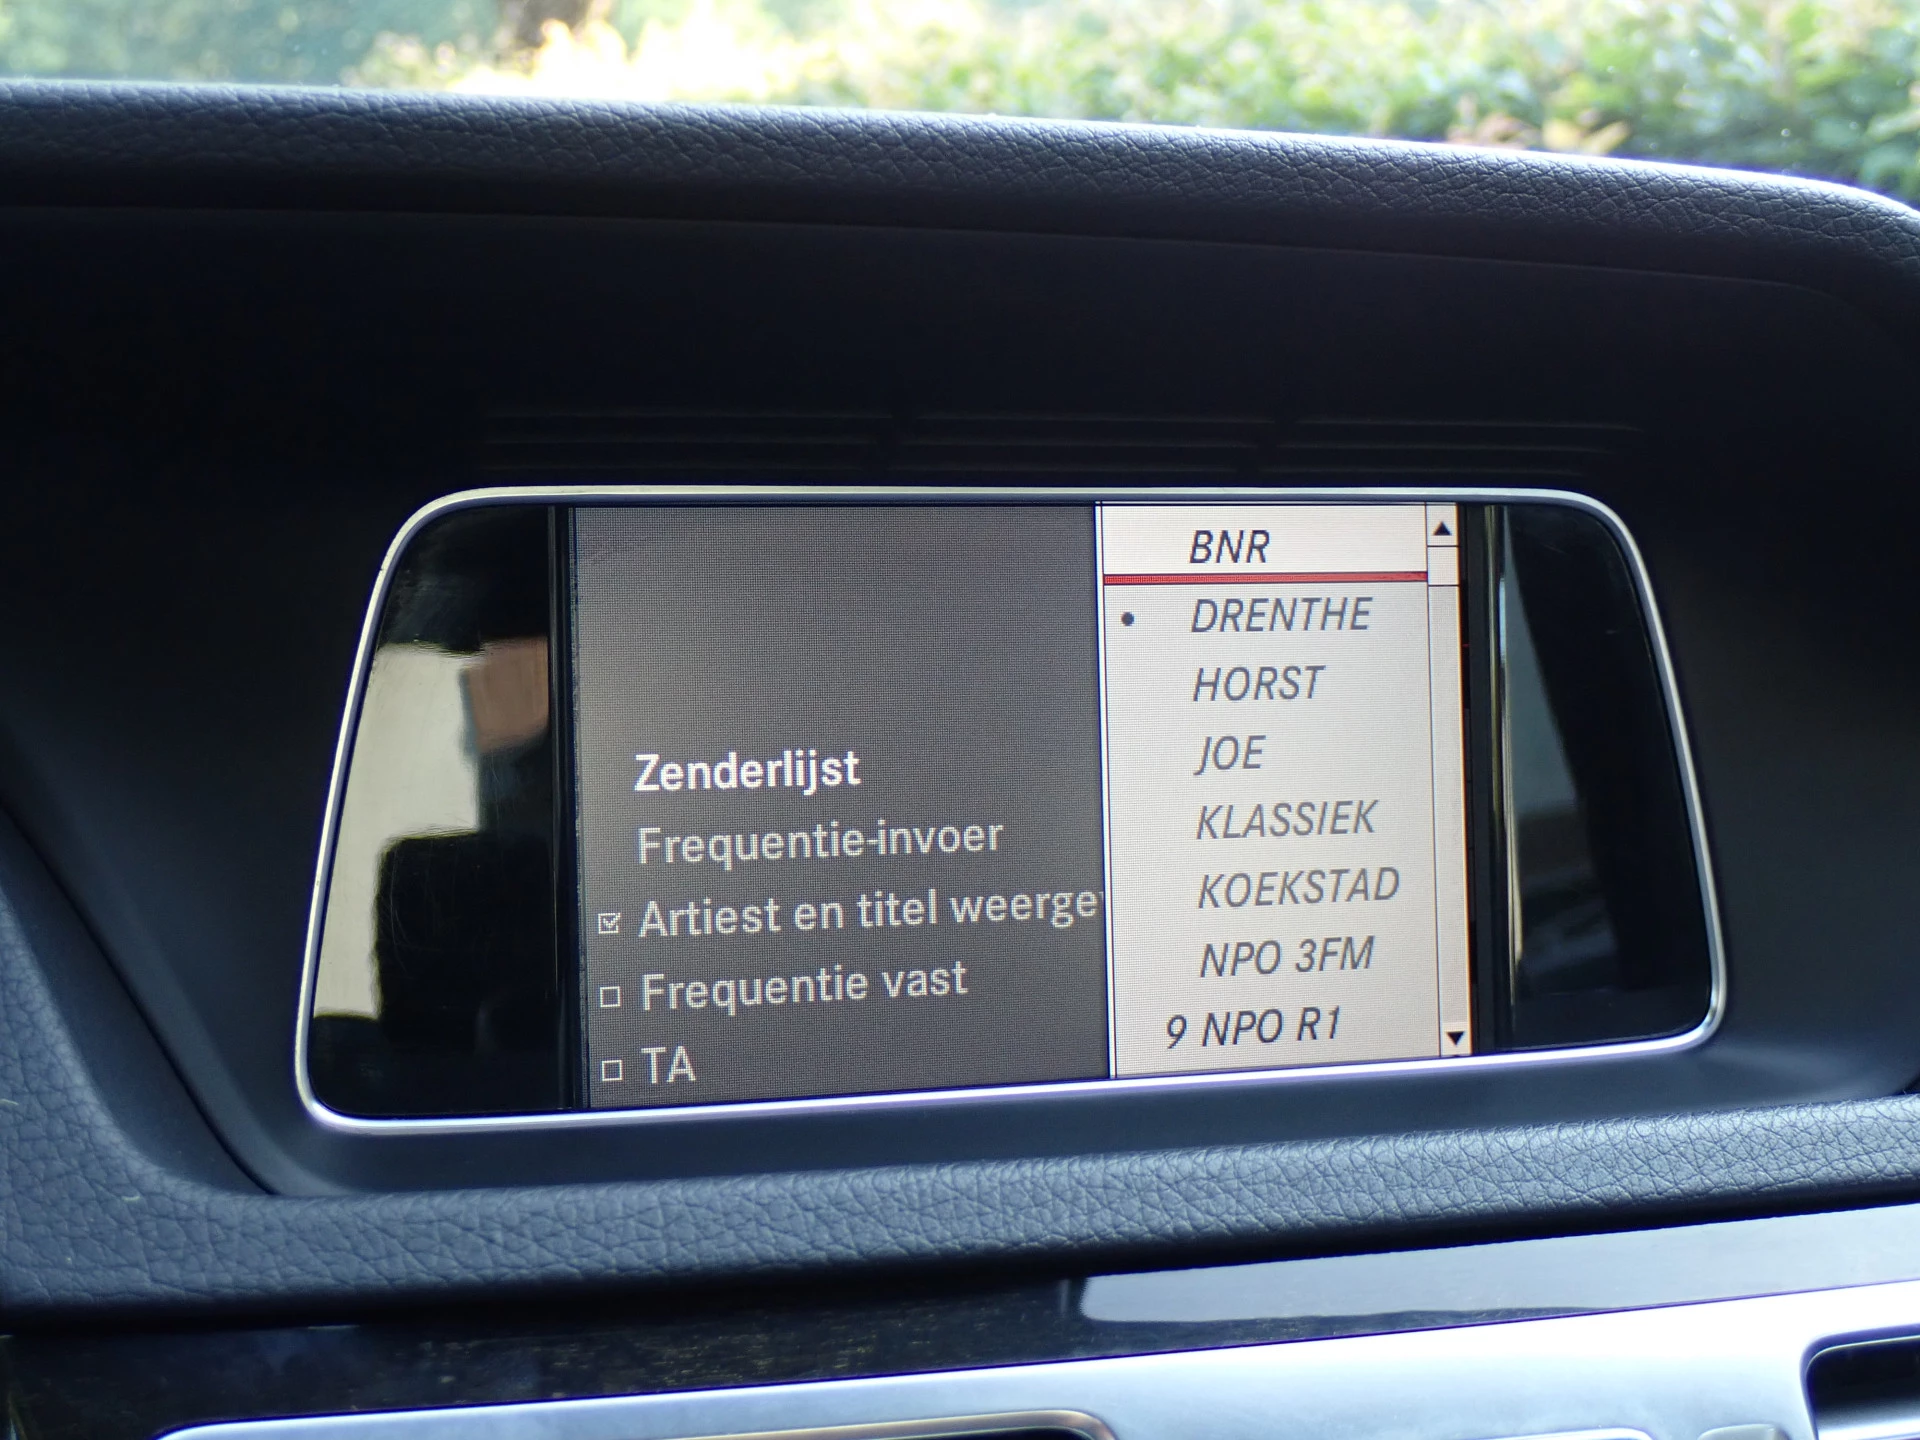 Zenderlijst
Frequentie-invoer
Artiest en titel
Frequentie vast
TA
BNR
DRENTHE
HORST
JOE
KLASSIEK
KOEKSTAD
NPO 3FM
9 NPO R1